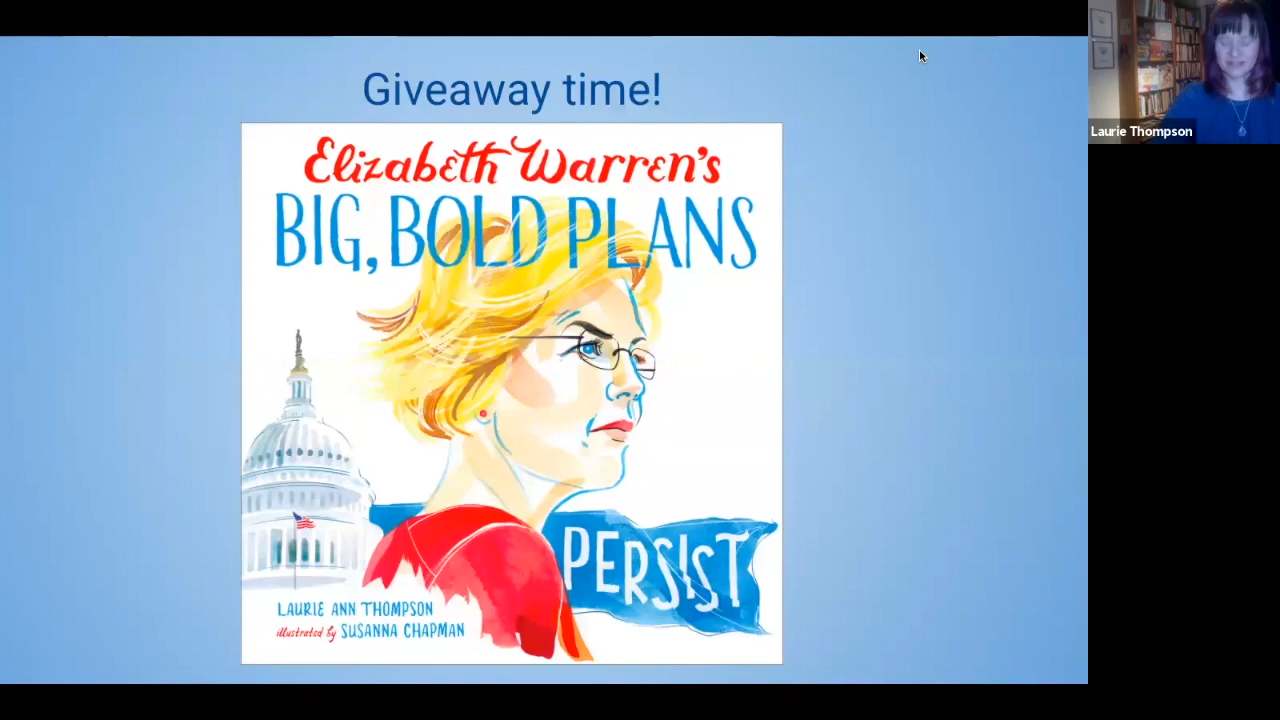 Giveaway time!
Elizabeth Warren's
BIG, BOLD PLANS
PERSIST
LAURIE ANN THOMPSON
illustrated by SUSANNA CHAPMAN
Laurie Thompson